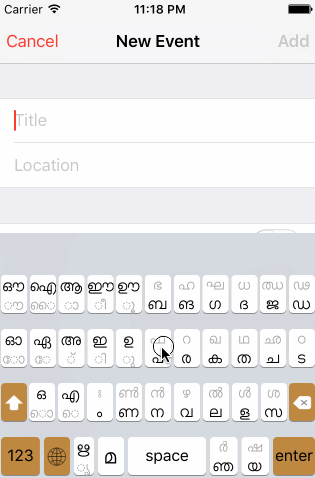 Carrier 11:18 PM
Cancel New Event Add
Title
Location
ഔ ഐ ആ ഈ ഊ ഭ ഹ ഘ ധ ഝ ഢ
ൗ ൈ ാ ീ ൂ ബ ങ ഗ ദ ജ ഡ
ഓ ഏ അ ഇ ഉ റ ഖ ഥ ഛ ഠ
ോ േ ് ി ു പ ര ക ത ച ട
ഒ എ ഃ ൺ ൻ ഴ ൽ ൾ ശ
ൊ െ ം ണ ന വ ല ള സ
123 ഋ മ space ർ ഷ enter
ൃ ഞ യ